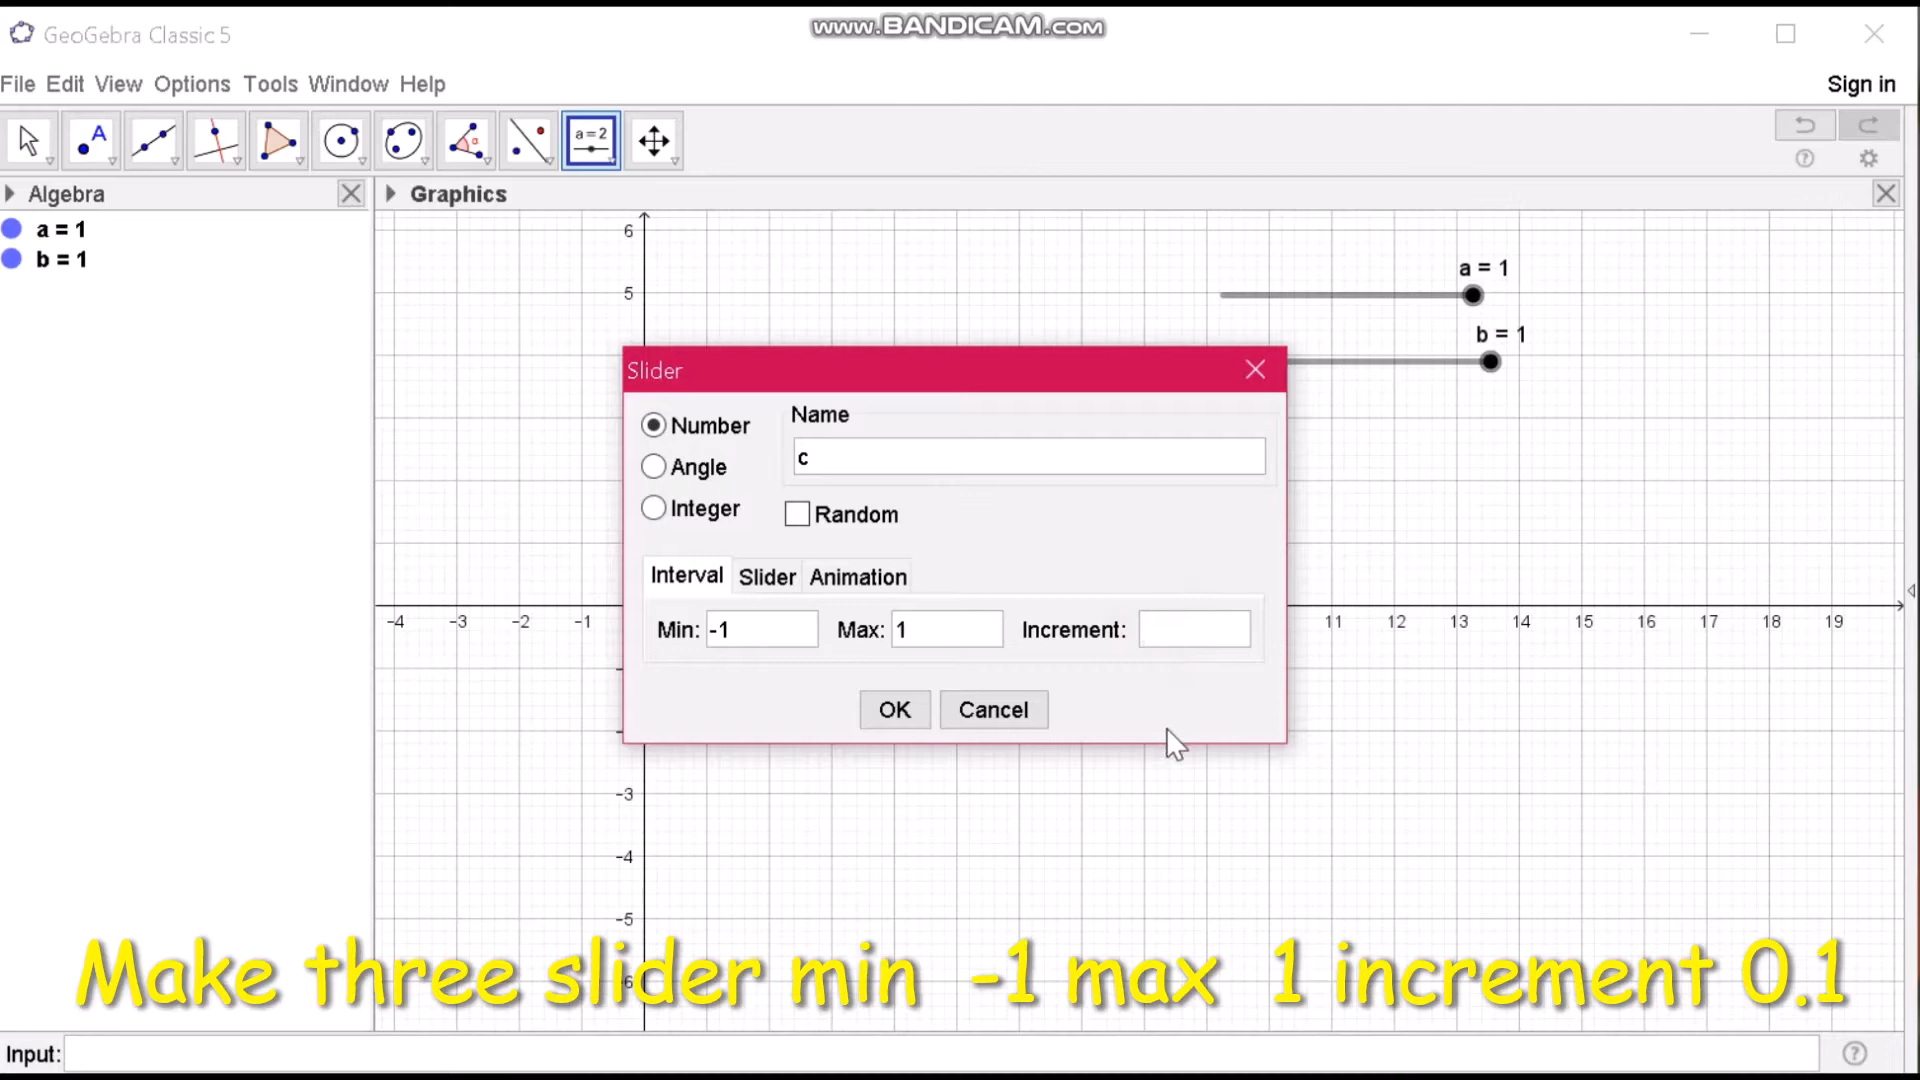 www.BANDICAM.com
GeoGebra Classic 5
File Edit View Options Tools Window Help
Sign in
A
α
a=2
Algebra
Graphics
a = 1
b = 1
6
5
a = 1
b = 1
Slider
Number
Angle
Integer
Name
c
Random
Interval Slider Animation
Min: -1 Max: 1 Increment:
OK Cancel
-4 -3 -2 -1 11 12 13 14 15 16 17 18 19
-3
-4
-5
-6
Make three slider min -1 max 1 increment 0.1
Input: